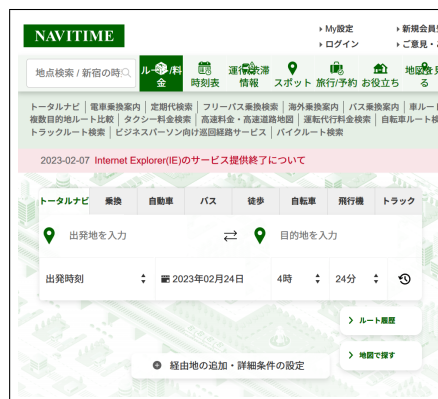 NAVITIME
My設定
新規会員
ログイン
ご意見・
地点検索 / 新宿の時
ルート/料金
時刻表
運行/渋滞情報
スポット
旅行/予約
お役立ち
トータルナビ 電車乗換案内 定期代検索 フリーパス乗換検索 海外乗換案内 バス乗換案内 車ルート
複数目的地ルート比較 タクシー料金検索 高速料金・高速道路地図 運転代行料金検索 自転車ルート検
トラックルート検索 ビジネスパーソン向け巡回経路サービス バイクルート検索
2023-02-07 Internet Explorer(IE)のサービス提供終了について
トータルナビ 乗換 自動車 バス 徒歩 自転車 飛行機 トラック
出発地を入力
目的地を入力
出発時刻 2023年02月24日 4時 24分
ルート履歴
地図で探す
経由地の追加・詳細条件の設定